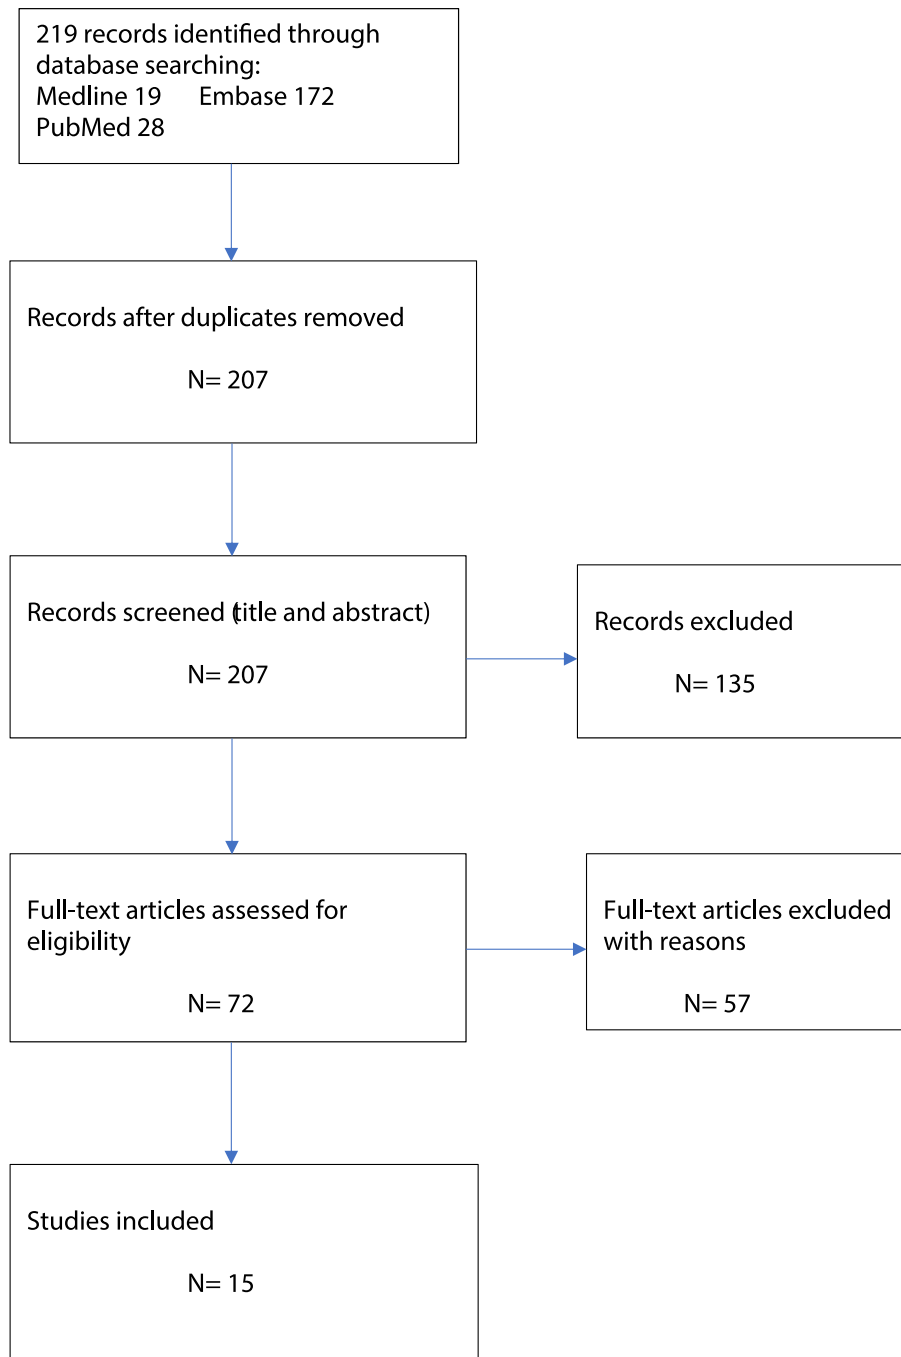 219 records identified through
database searching:
Medline 19 Embase 172
PubMed 28
Records after duplicates removed
N= 207
Records screened (title and abstract)
N= 207
Records excluded
N= 135
Full-text articles assessed for
eligibility
N= 72
Full-text articles excluded
with reasons
N= 57
Studies included
N= 15